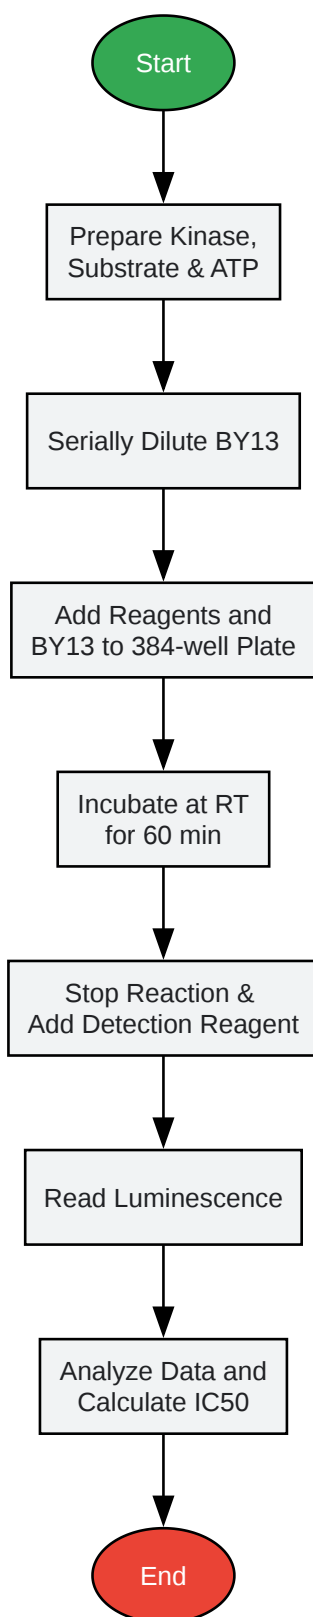 Start
Prepare Kinase,
Substrate & ATP
Serially Dilute BY13
Add Reagents and
BY13 to 384-well Plate
Incubate at RT
for 60 min
Stop Reaction &
Add Detection Reagent
Read Luminescence
Analyze Data and
Calculate IC50
End